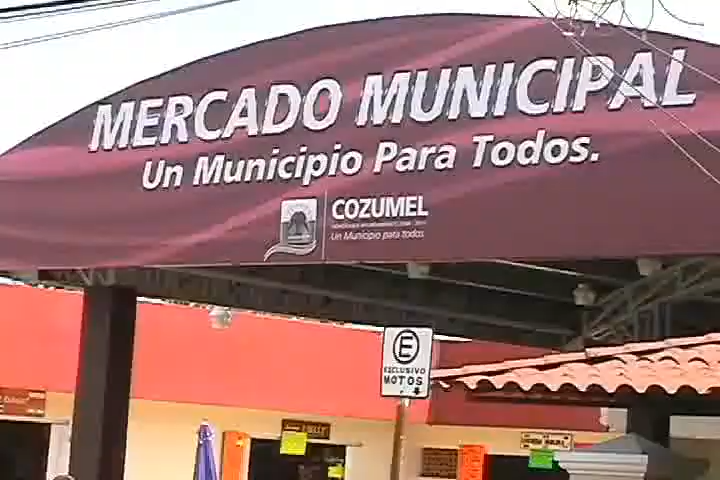 MERCADO MUNICIPAL
Un Municipio Para Todos.
COZUMEL
Un Municipio para Todos
E
EXCLUSIVO
MOTOS